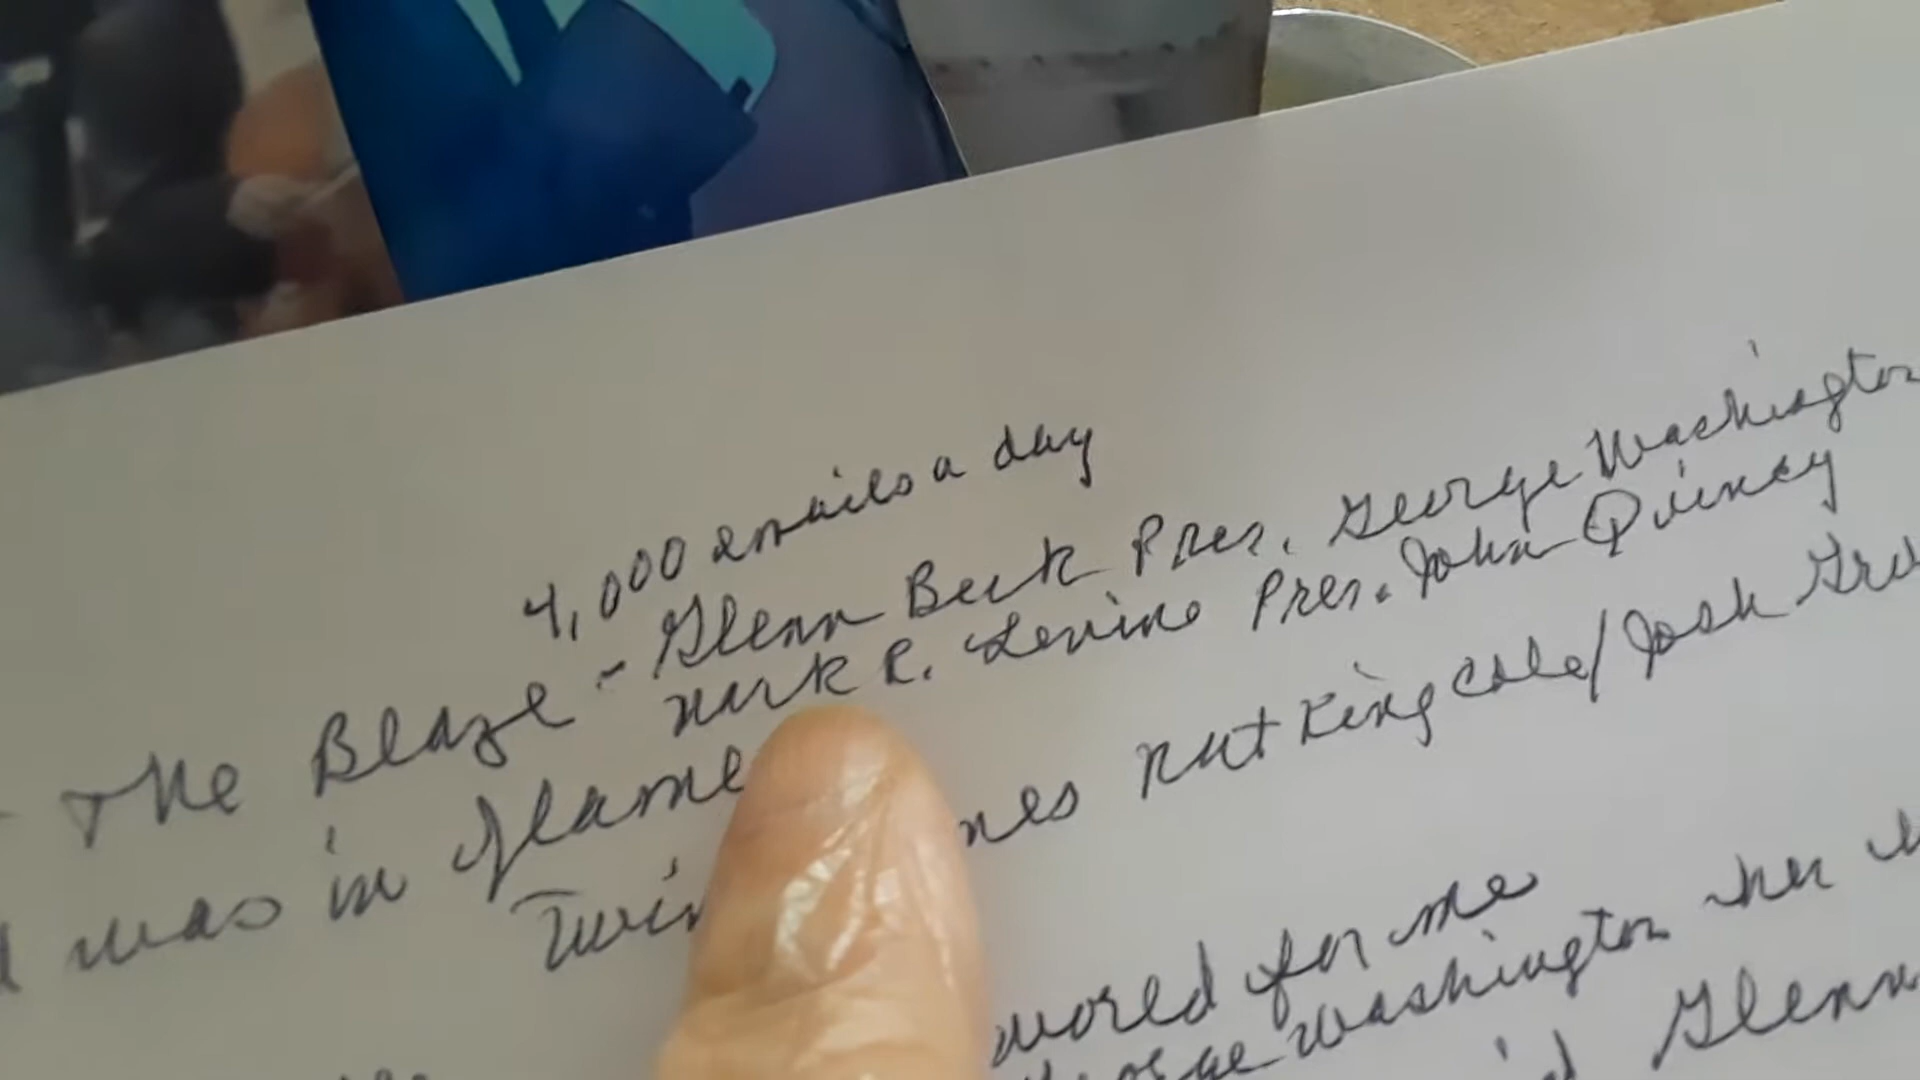 4,000 emails a day
The Blaze - Glenn Beck Pres. George Washington
Mark R. Levine Pres. John Quincy
was in flame
Twin nes Nat King Cole / Josh
world for me
Washington her
Glenn